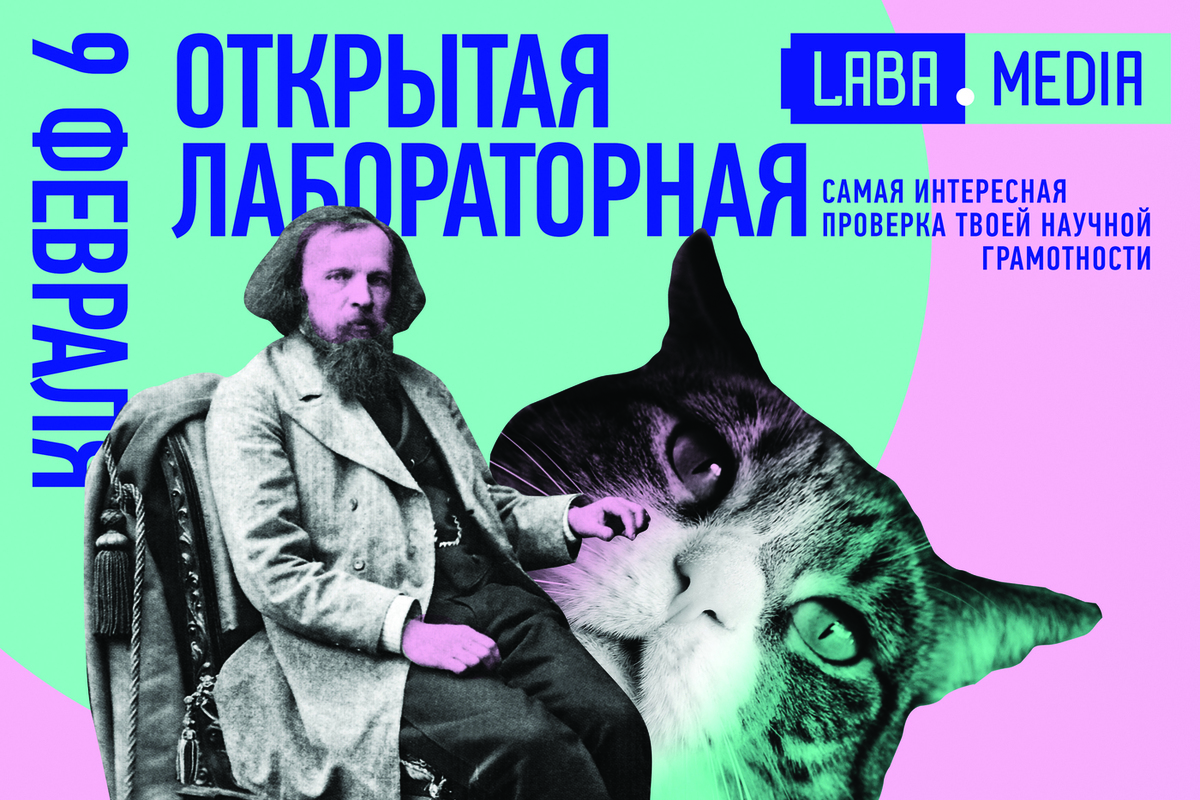 9 ФЕВРАЛЯ
ОТКРЫТАЯ
ЛАБОРАТОРНАЯ
LABA.MEDIA
САМАЯ ИНТЕРЕСНАЯ
ПРОВЕРКА ТВОЕЙ НАУЧНОЙ
ГРАМОТНОСТИ